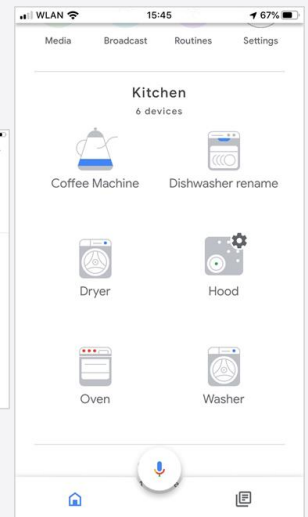 WLAN 15:45 67%
Media Broadcast Routines Settings
Kitchen
6 devices
Coffee Machine Dishwasher rename
Dryer Hood
Oven Washer